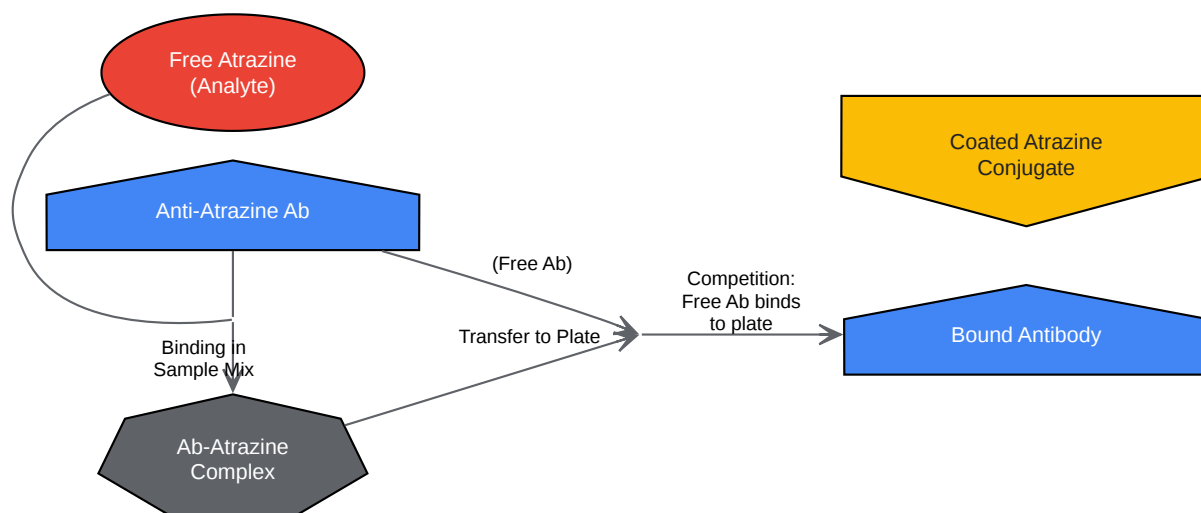 Free Atrazine
(Analyte)
Anti-Atrazine Ab
Coated Atrazine
Conjugate
(Free Ab)
Competition:
Free Ab binds
to plate
Transfer to Plate
Bound Antibody
Binding in
Sample Mix
Ab-Atrazine
Complex